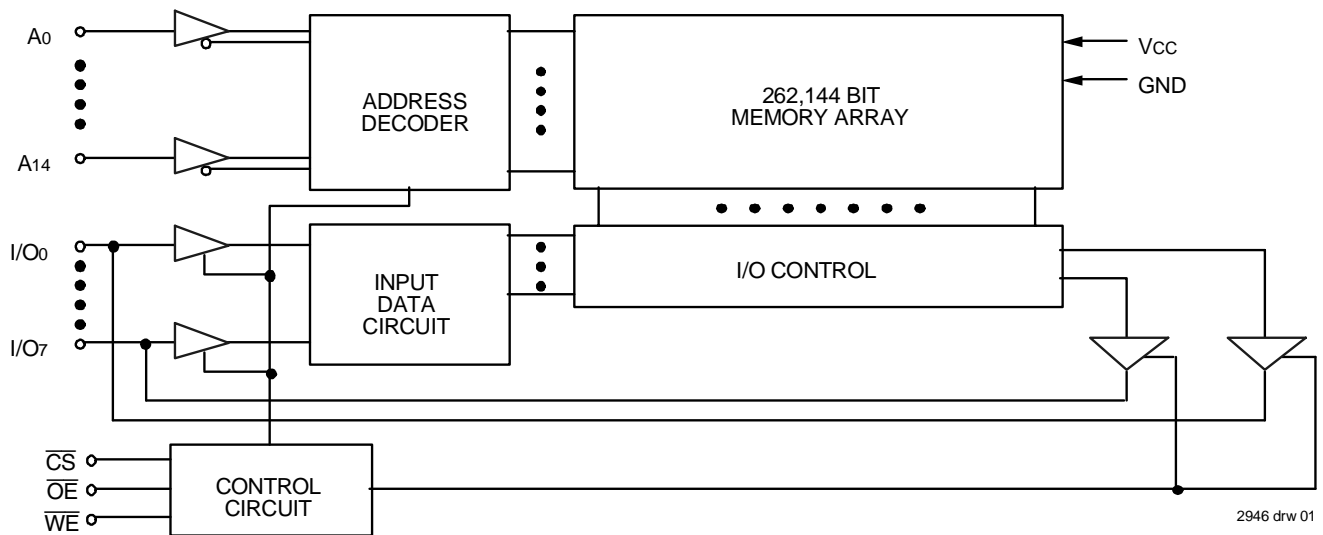 A0
VCC
GND
ADDRESS
DECODER
262,144 BIT
MEMORY ARRAY
A14
I/O0
INPUT
DATA
CIRCUIT
I/O CONTROL
I/O7
CS
OE
WE
CONTROL
CIRCUIT
2946 drw 01